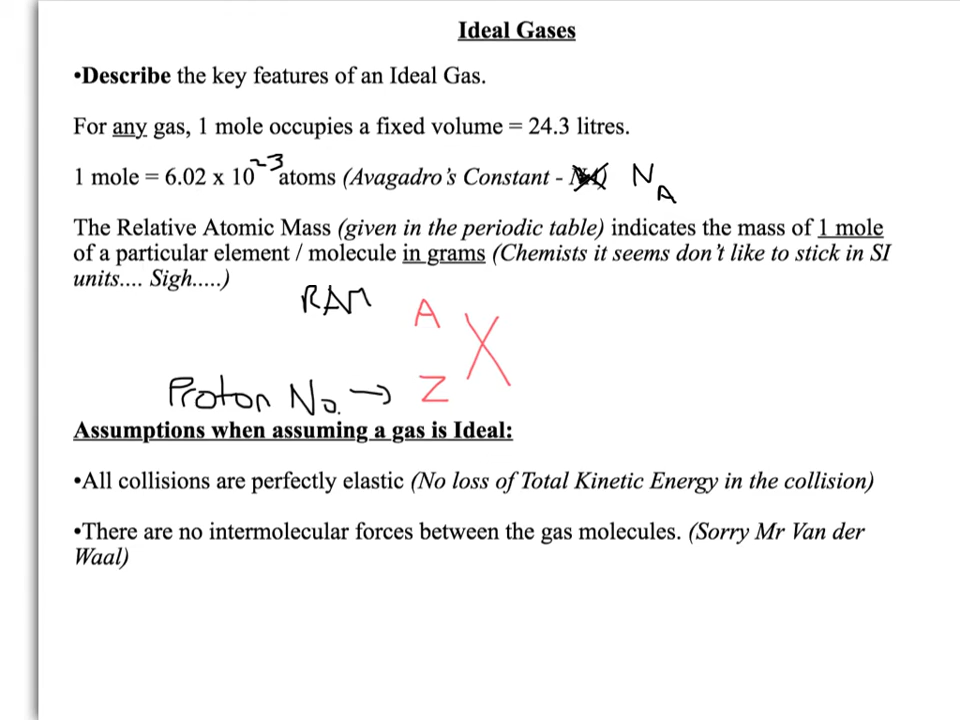 Ideal Gases
•Describe the key features of an Ideal Gas.
For any gas, 1 mole occupies a fixed volume = 24.3 litres.
1 mole = 6.02 x 10 23 atoms (Avagadro's Constant - N A
The Relative Atomic Mass (given in the periodic table) indicates the mass of 1 mole
of a particular element / molecule in grams (Chemists it seems don't like to stick in SI
units.... Sigh.....)
RAM A X
Proton No. → Z
Assumptions when assuming a gas is Ideal:
•All collisions are perfectly elastic (No loss of Total Kinetic Energy in the collision)
•There are no intermolecular forces between the gas molecules. (Sorry Mr Van der
Waal)